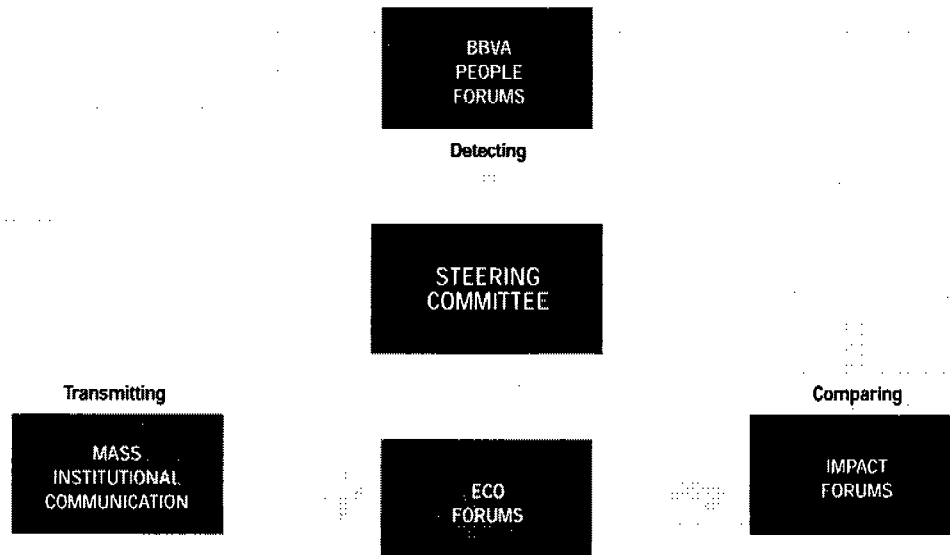 BBVA
PEOPLE
FORUMS
Detecting
STEERING
COMMITTEE
Transmitting
Comparing
MASS
INSTITUTIONAL
COMMUNICATION
ECO
FORUMS
IMPACT
FORUMS